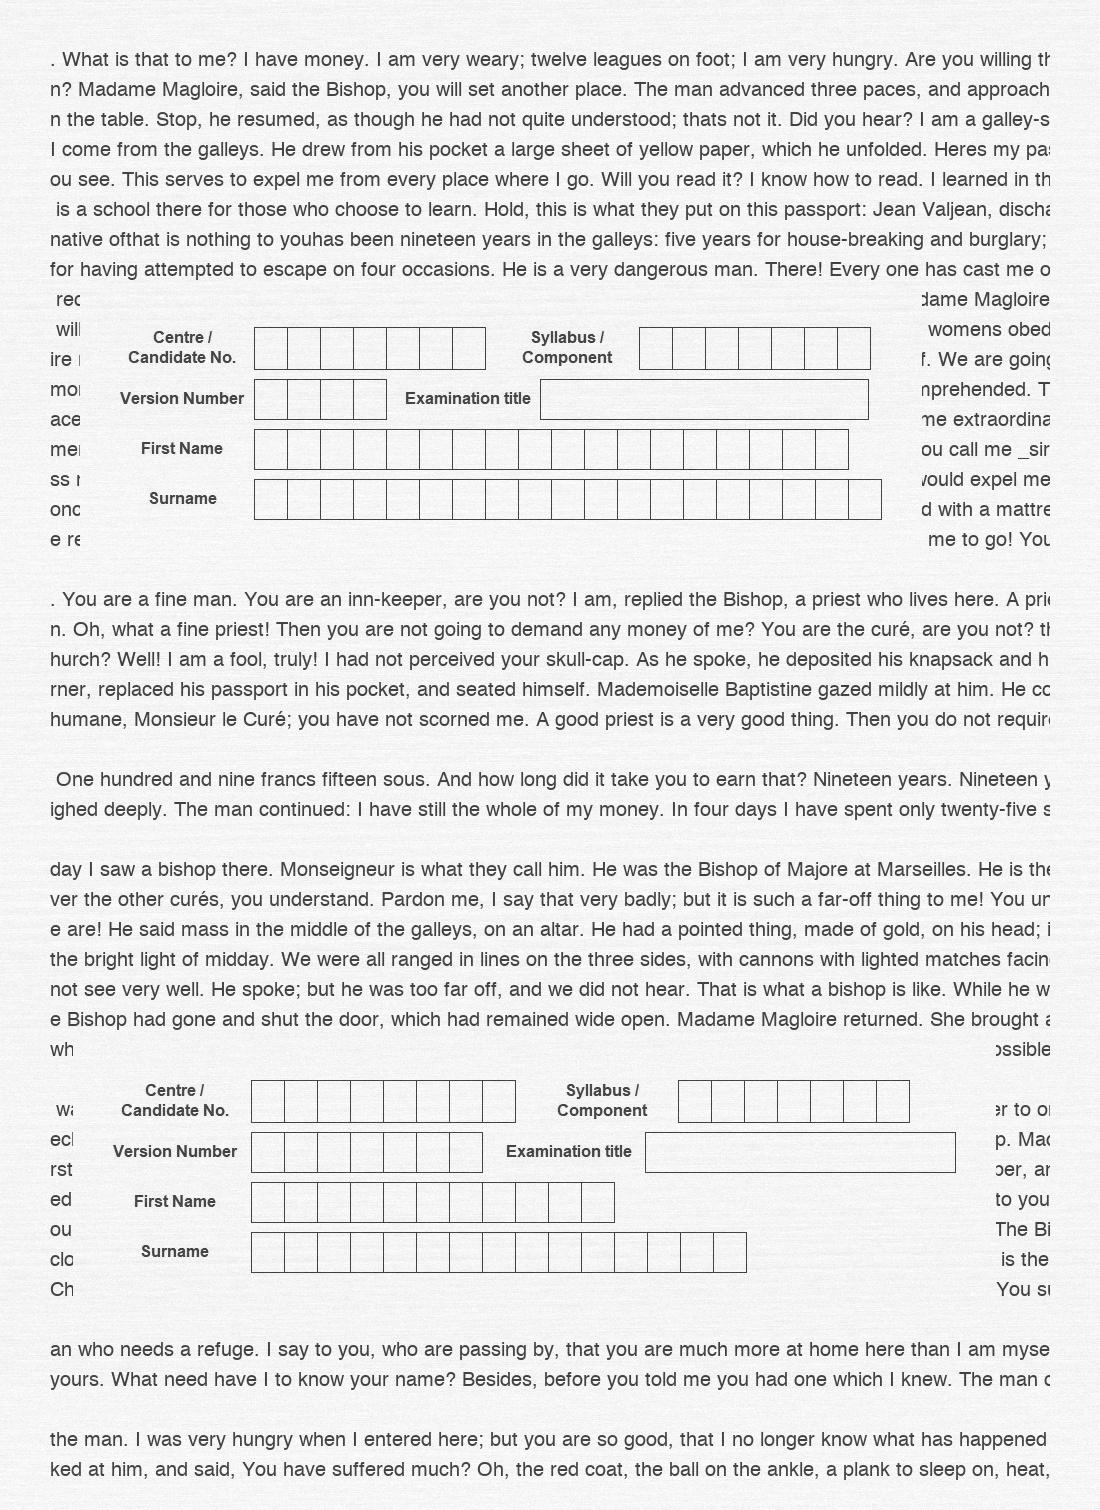 . What is that to me? I have money. I am very weary; twelve leagues on foot; I am very hungry. Are you willing th
n? Madame Magloire, said the Bishop, you will set another place. The man advanced three paces, and approach
n the table. Stop, he resumed, as though he had not quite understood; thats not it. Did you hear? I am a galley-s
I come from the galleys. He drew from his pocket a large sheet of yellow paper, which he unfolded. Heres my pas
ou see. This serves to expel me from every place where I go. Will you read it? I know how to read. I learned in th
is a school there for those who choose to learn. Hold, this is what they put on this passport: Jean Valjean, discha
native ofthat is nothing to youhas been nineteen years in the galleys: five years for house-breaking and burglary;
for having attempted to escape on four occasions. He is a very dangerous man. There! Every one has cast me o
rec dame Magloire
will womens obed
ire f. We are going
mor mprehended. T
ace me extraordina
mer ou call me _sir
ss r would expel me
onc d with a mattre
e re me to go! You
Centre / Candidate No. Syllabus / Component
Version Number Examination title
First Name
Surname
. You are a fine man. You are an inn-keeper, are you not? I am, replied the Bishop, a priest who lives here. A prie
n. Oh, what a fine priest! Then you are not going to demand any money of me? You are the curé, are you not? th
hurch? Well! I am a fool, truly! I had not perceived your skull-cap. As he spoke, he deposited his knapsack and h
rner, replaced his passport in his pocket, and seated himself. Mademoiselle Baptistine gazed mildly at him. He co
humane, Monsieur le Curé; you have not scorned me. A good priest is a very good thing. Then you do not require
One hundred and nine francs fifteen sous. And how long did it take you to earn that? Nineteen years. Nineteen y
ighed deeply. The man continued: I have still the whole of my money. In four days I have spent only twenty-five s
day I saw a bishop there. Monseigneur is what they call him. He was the Bishop of Majore at Marseilles. He is the
ver the other curés, you understand. Pardon me, I say that very badly; but it is such a far-off thing to me! You un
e are! He said mass in the middle of the galleys, on an altar. He had a pointed thing, made of gold, on his head; i
the bright light of midday. We were all ranged in lines on the three sides, with cannons with lighted matches facing
not see very well. He spoke; but he was too far off, and we did not hear. That is what a bishop is like. While he w
e Bishop had gone and shut the door, which had remained wide open. Madame Magloire returned. She brought a
wh ossible
wa er to or
ecl p. Mad
rst per, an
ed to you
ou The Bi
clo is the
Ch You su
Centre / Candidate No. Syllabus / Component
Version Number Examination title
First Name
Surname
an who needs a refuge. I say to you, who are passing by, that you are much more at home here than I am myse
yours. What need have I to know your name? Besides, before you told me you had one which I knew. The man o
the man. I was very hungry when I entered here; but you are so good, that I no longer know what has happened
ked at him, and said, You have suffered much? Oh, the red coat, the ball on the ankle, a plank to sleep on, heat,